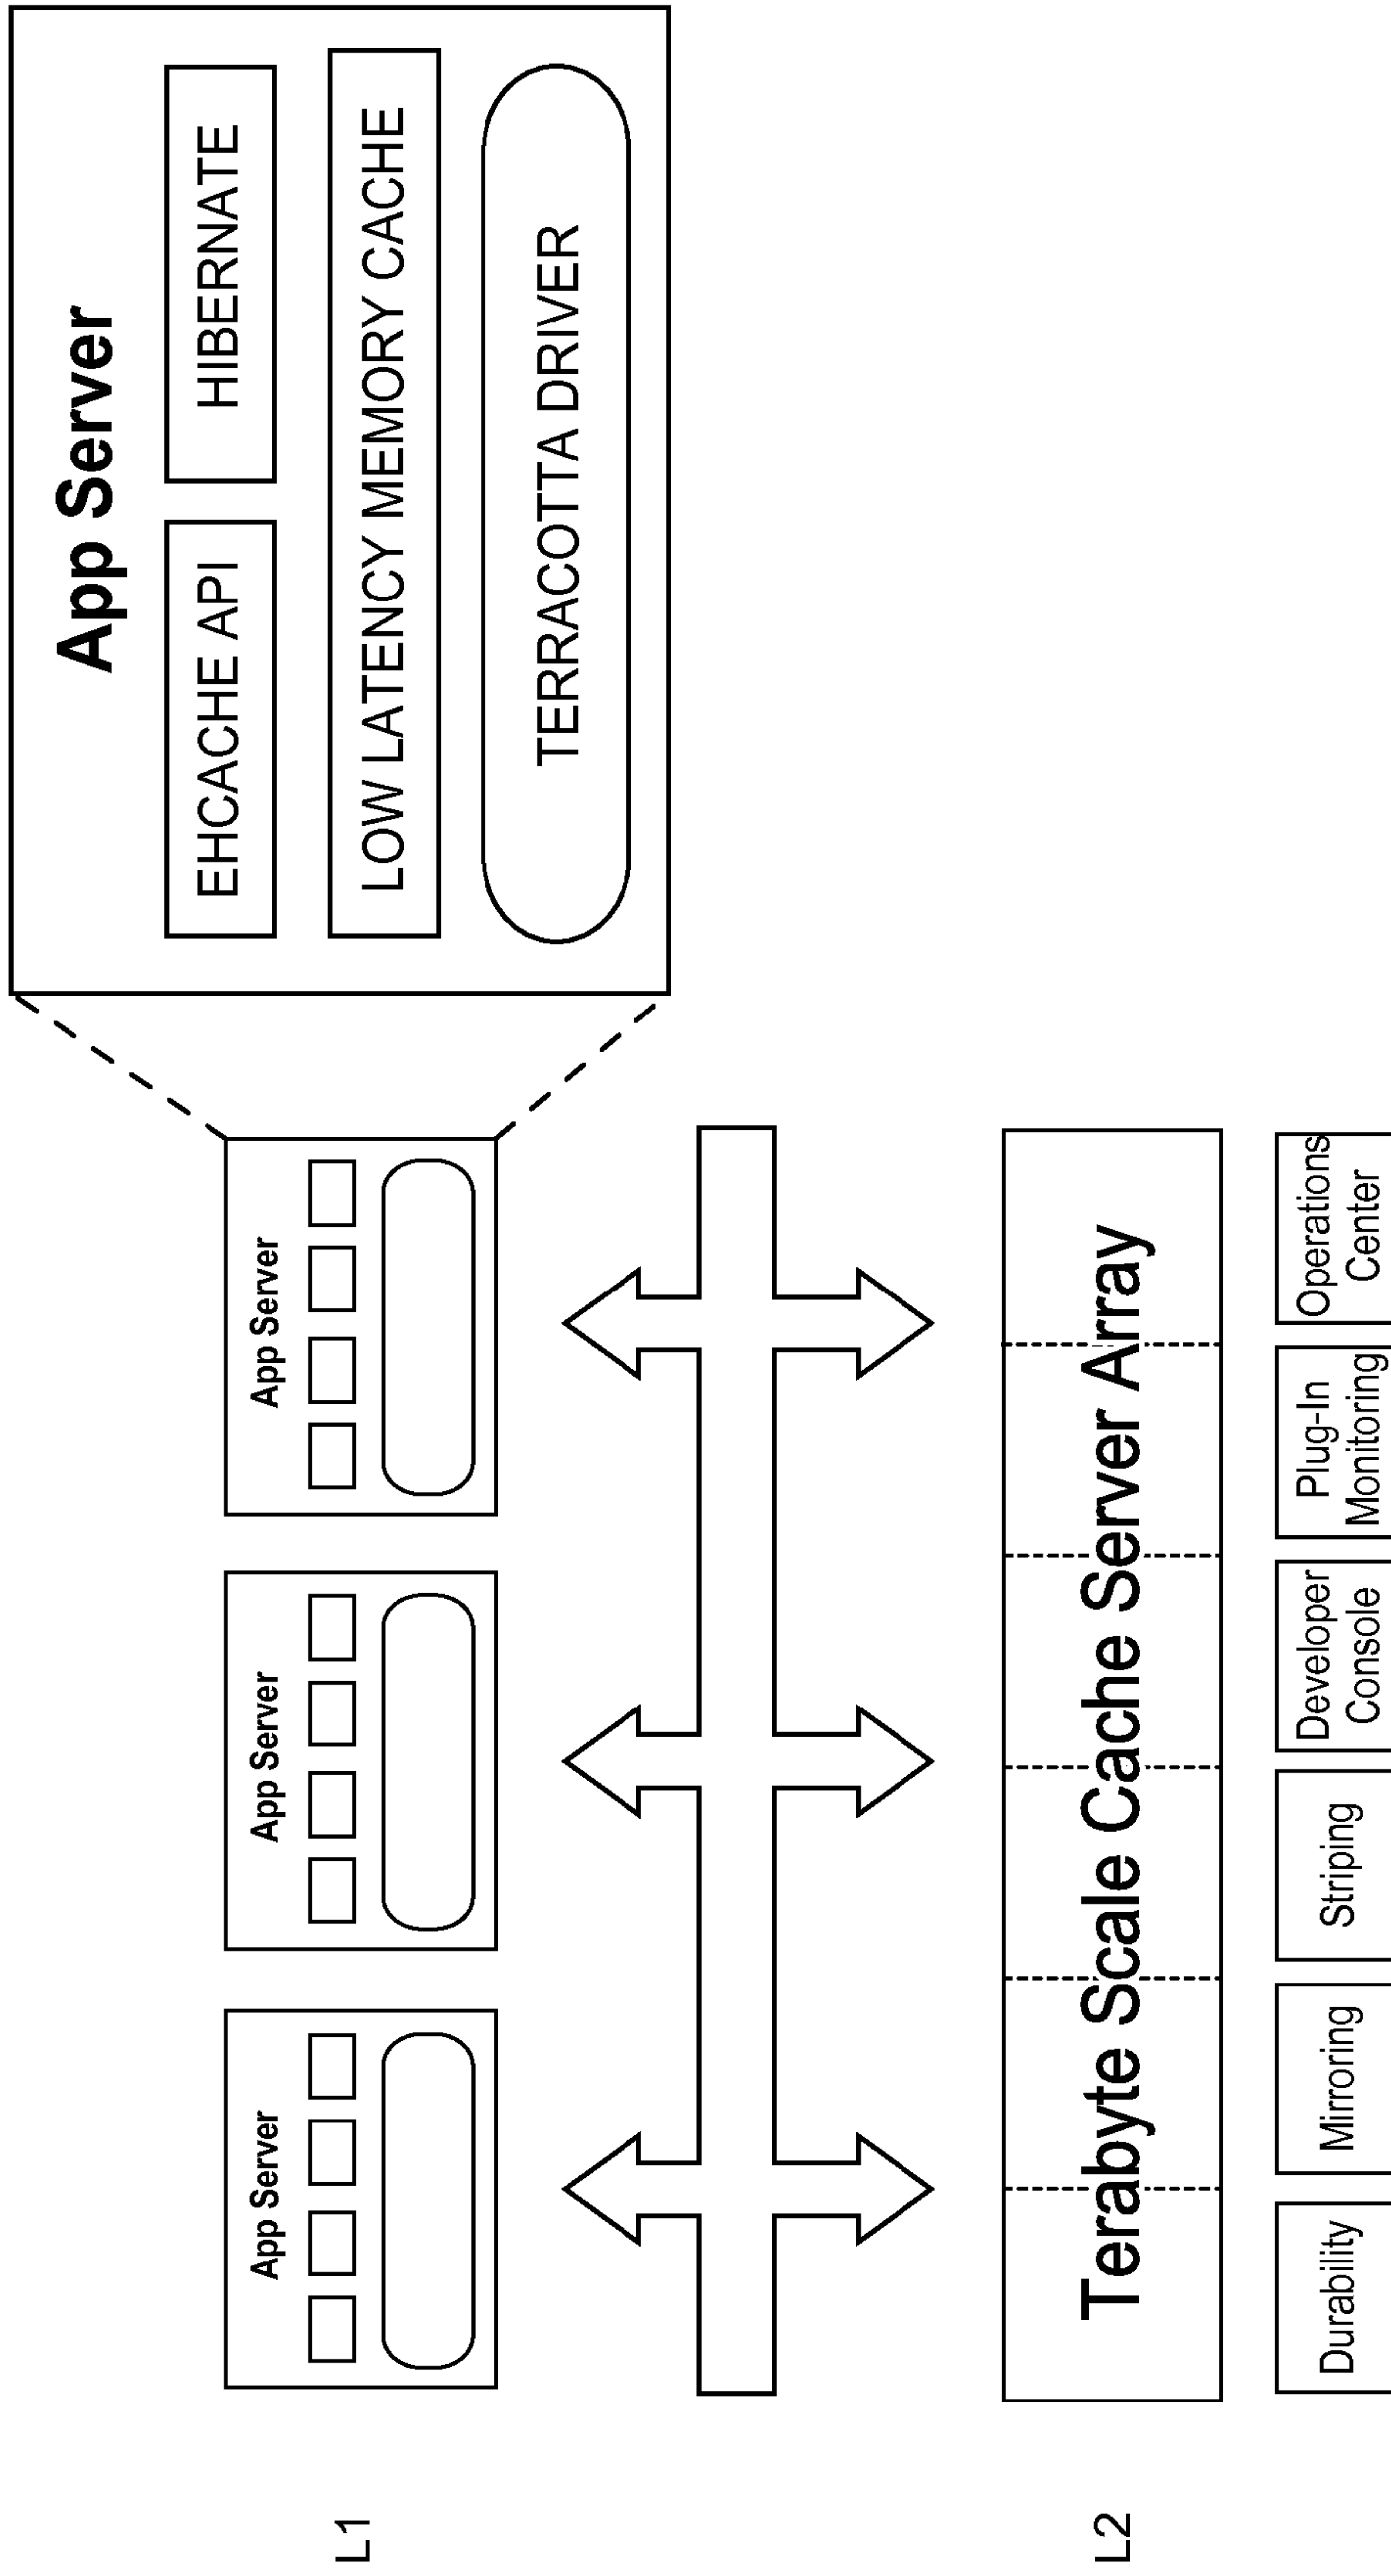 App Server
EHCACHE API
HIBERNATE
LOW LATENCY MEMORY CACHE
TERRACOTTA DRIVER
L1
App Server
App Server
App Server
L2
Terabyte Scale Cache Server Array
Durability
Mirroring
Striping
Developer
Console
Plug-In
Monitoring
Operations
Center